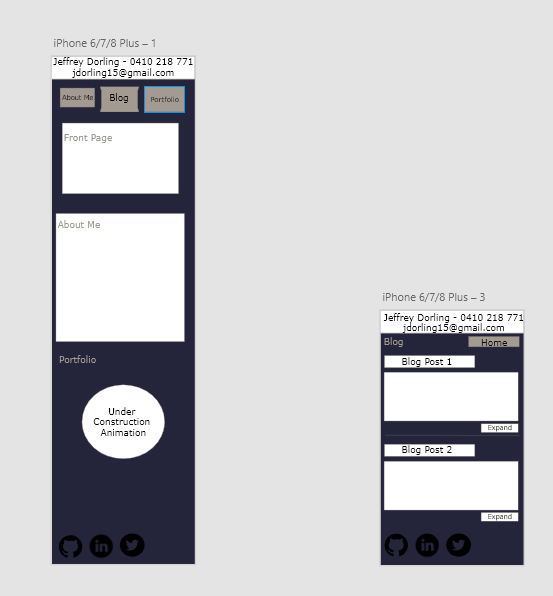 iPhone 6/7/8 Plus – 1
Jeffrey Dorling - 0410 218 771
jdorling15@gmail.com
About Me
Blog
Portfolio
Front Page
About Me
Portfolio
Under
Construction
Animation
in
iPhone 6/7/8 Plus – 3
Jeffrey Dorling - 0410 218 771
jdorling15@gmail.com
Blog
Home
Blog Post 1
Expand
Blog Post 2
Expand
in